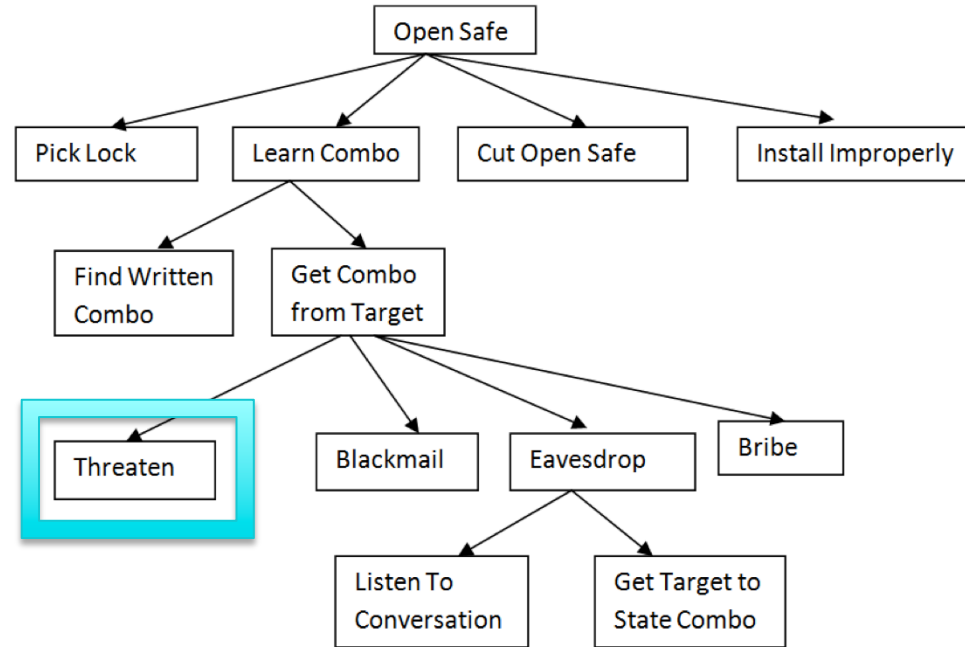 Open Safe
Pick Lock
Learn Combo
Cut Open Safe
Install Improperly
Find Written
Combo
Get Combo
from Target
Threaten
Blackmail
Eavesdrop
Bribe
Listen To
Conversation
Get Target to
State Combo